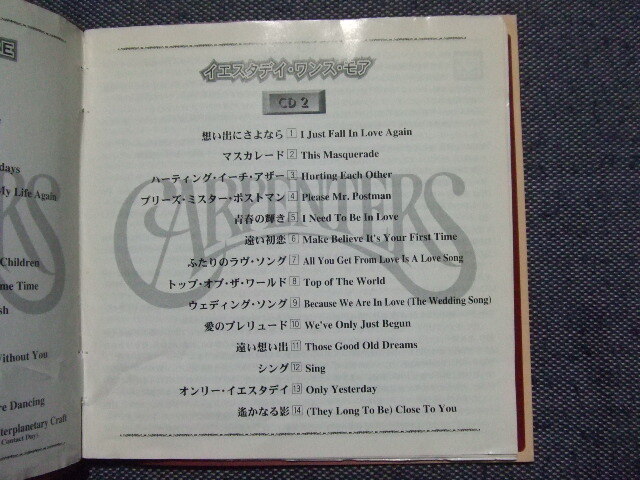 E
days
My Life Again
Children
me Time
sh
Without You
re Dancing
terplanetary Craft
Contact Day)
イエスタデイ・ワンス・モア
CD 2
CARPENTERS
想い出にさよなら 1 I Just Fall In Love Again
マスカレード 2 This Masquerade
ハーティング・イーチ・アザー 3 Hurting Each Other
プリーズ・ミスター・ポストマン 4 Please Mr. Postman
青春の輝き 5 I Need To Be In Love
遠い初恋 6 Make Believe It's Your First Time
ふたりのラヴ・ソング 7 All You Get From Love Is A Love Song
トップ・オブ・ザ・ワールド 8 Top of The World
ウェディング・ソング 9 Because We Are In Love (The Wedding Song)
愛のプレリュード 10 We've Only Just Begun
遠い想い出 11 Those Good Old Dreams
シング 12 Sing
オンリー・イエスタデイ 13 Only Yesterday
遙かなる影 14 (They Long To Be) Close To You